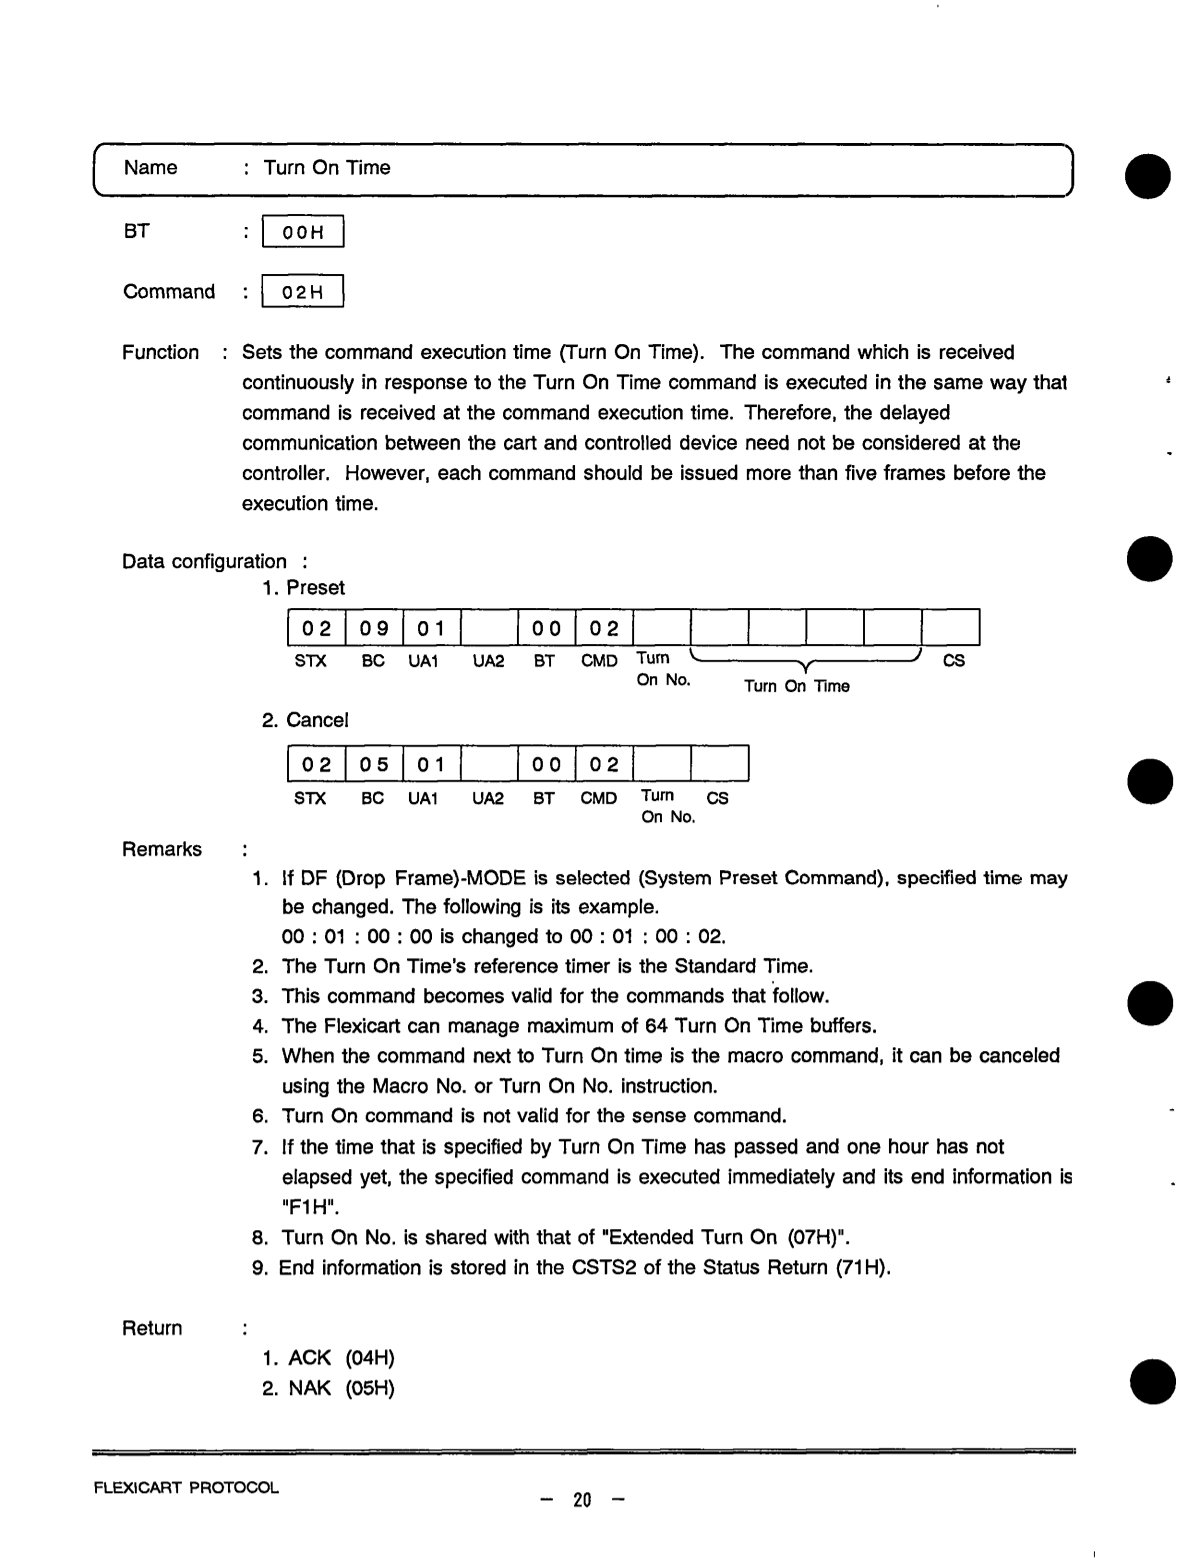 Name : Turn On Time
BT : 00H
Command : 02H
Function : Sets the command execution time (Turn On Time). The command which is received
continuously in response to the Turn On Time command is executed in the same way that
command is received at the command execution time. Therefore, the delayed
communication between the cart and controlled device need not be considered at the
controller. However, each command should be issued more than five frames before the
execution time.
Data configuration :
1. Preset
02 09 01 00 02
STX BC UA1 UA2 BT CMD Turn On No. Turn On Time CS
2. Cancel
02 05 01 00 02
STX BC UA1 UA2 BT CMD Turn On No. CS
Remarks :
1. If DF (Drop Frame)-MODE is selected (System Preset Command), specified time may
be changed. The following is its example.
00 : 01 : 00 : 00 is changed to 00 : 01 : 00 : 02.
2. The Turn On Time's reference timer is the Standard Time.
3. This command becomes valid for the commands that follow.
4. The Flexicart can manage maximum of 64 Turn On Time buffers.
5. When the command next to Turn On time is the macro command, it can be canceled
using the Macro No. or Turn On No. instruction.
6. Turn On command is not valid for the sense command.
7. If the time that is specified by Turn On Time has passed and one hour has not
elapsed yet, the specified command is executed immediately and its end information is
"F1H".
8. Turn On No. is shared with that of "Extended Turn On (07H)".
9. End information is stored in the CSTS2 of the Status Return (71H).
Return :
1. ACK (04H)
2. NAK (05H)
FLEXICART PROTOCOL
– 20 –